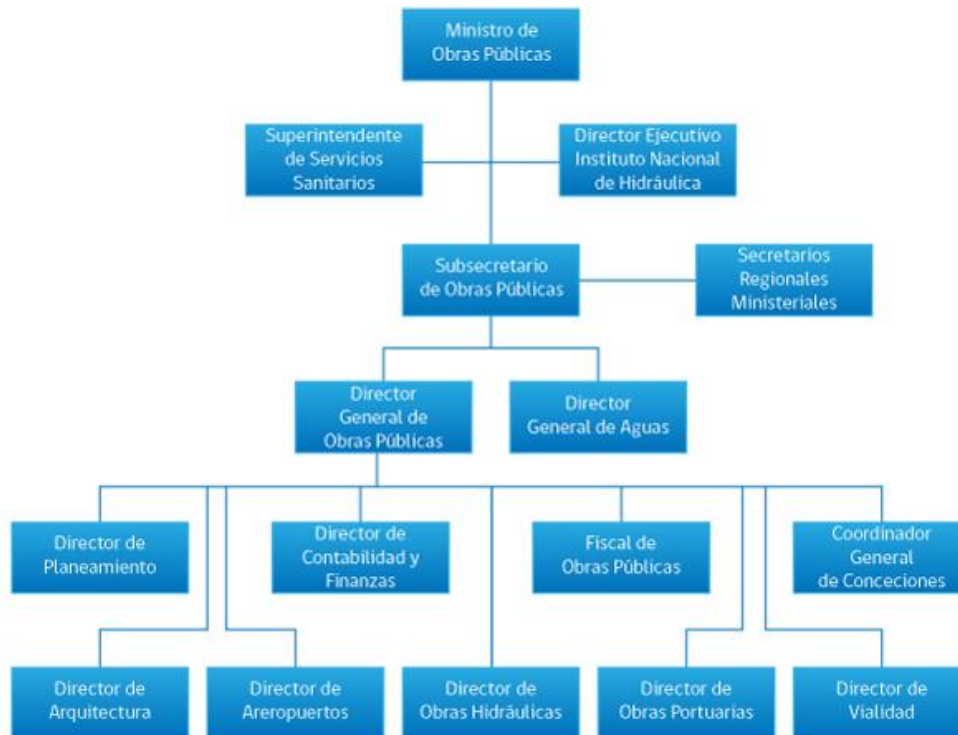 Ministro de
Obras Públicas
Superintendente
de Servicios
Sanitarios
Director Ejecutivo
Instituto Nacional
de Hidráulica
Subsecretario
de Obras Públicas
Secretarios
Regionales
Ministeriales
Director
General de
Obras Públicas
Director
General de Aguas
Director de
Planeamiento
Director de
Contabilidad y
Finanzas
Fiscal de
Obras Públicas
Coordinador
General
de Conceciones
Director de
Arquitectura
Director de
Areropuertos
Director de
Obras Hidráulicas
Director de
Obras Portuarias
Director de
Vialidad